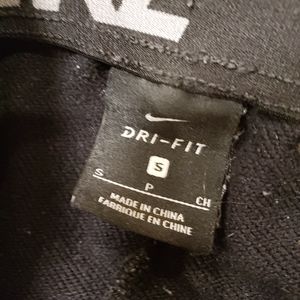 DRI-FIT
S
S P CH
MADE IN CHINA
FABRIQUE EN CHINE